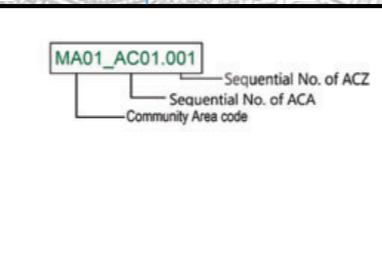 MA01_AC01.001
Sequential No. of ACZ
Sequential No. of ACA
Community Area code